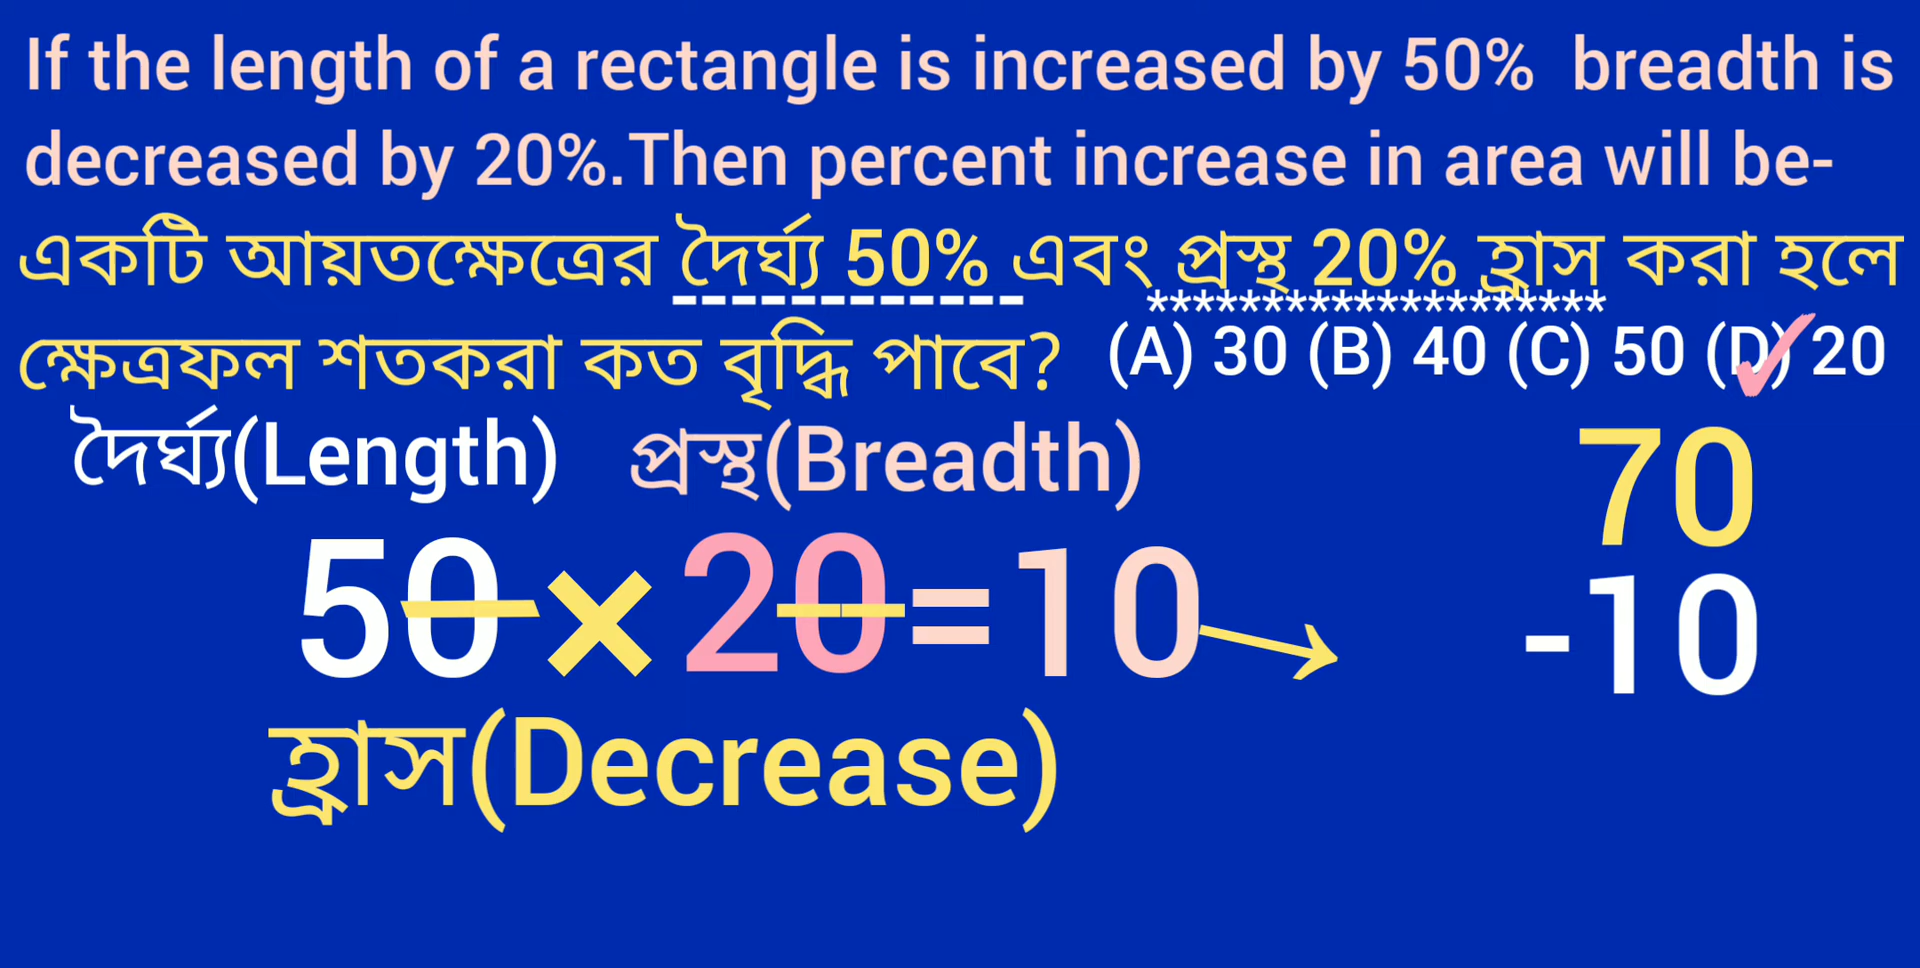 If the length of a rectangle is increased by 50% breadth is
decreased by 20%.Then percent increase in area will be-
একটি আয়তক্ষেত্রের দৈর্ঘ্য 50% এবং প্রস্থ 20% হ্রাস করা হলে
------------ ********************
ক্ষেত্রফল শতকরা কত বৃদ্ধি পাবে? (A) 30 (B) 40 (C) 50 (D) 20
দৈর্ঘ্য(Length) প্রস্থ(Breadth)
70
50×20=10→
-10
হ্রাস(Decrease)